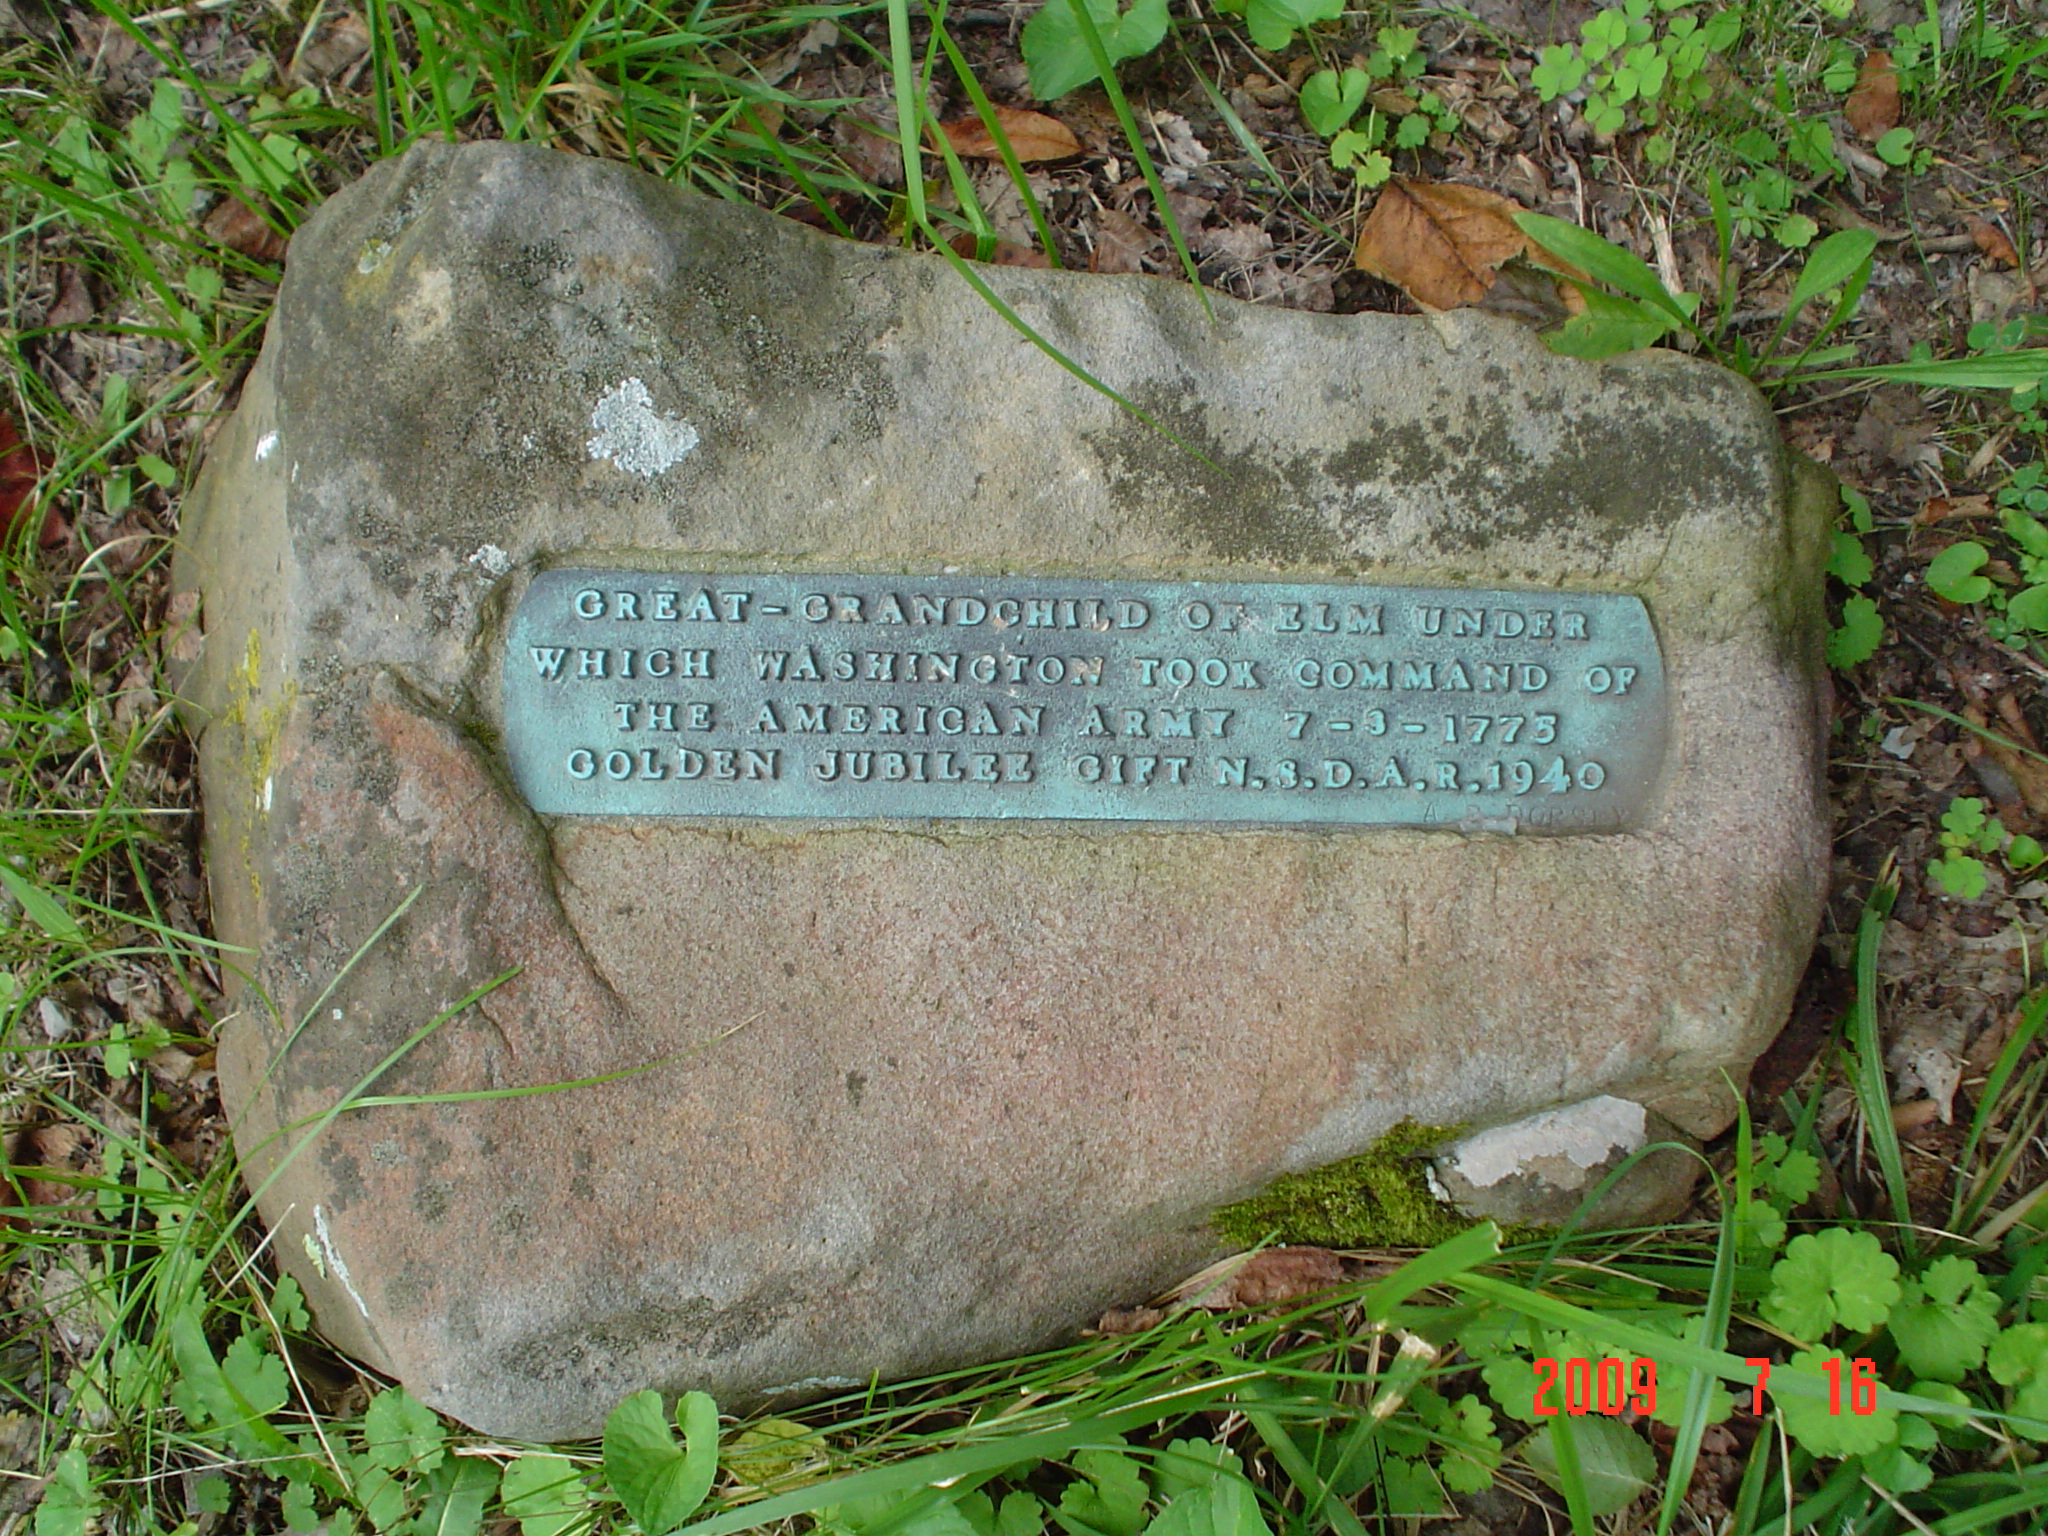 GREAT-GRANDCHILD OF ELM UNDER
WHICH WASHINGTON TOOK COMMAND OF
THE AMERICAN ARMY 7-3-1775
GOLDEN JUBILEE GIFT N.S.D.A.R.1940
2009 7 16